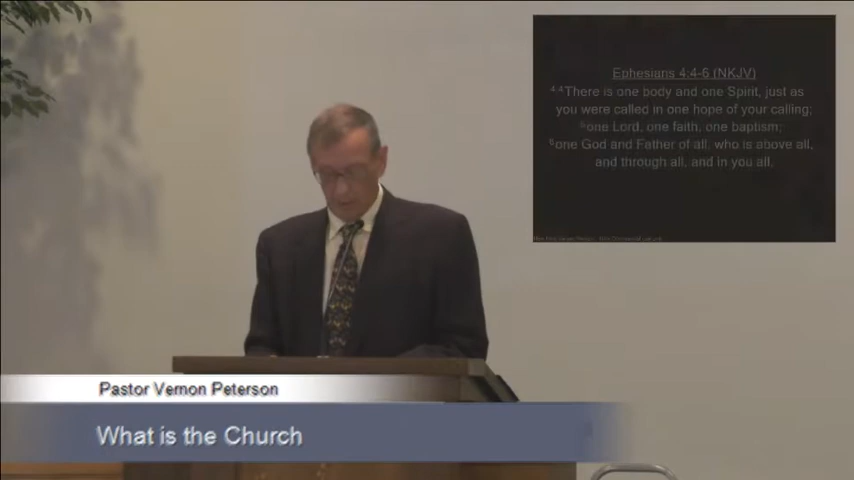 Ephesians 4:4-6 (NKJV)
4:4There is one body and one Spirit, just as
you were called in one hope of your calling;
5one Lord, one faith, one baptism;
6one God and Father of all, who is above all,
and through all, and in you all.
Pastor Vernon Peterson
What is the Church